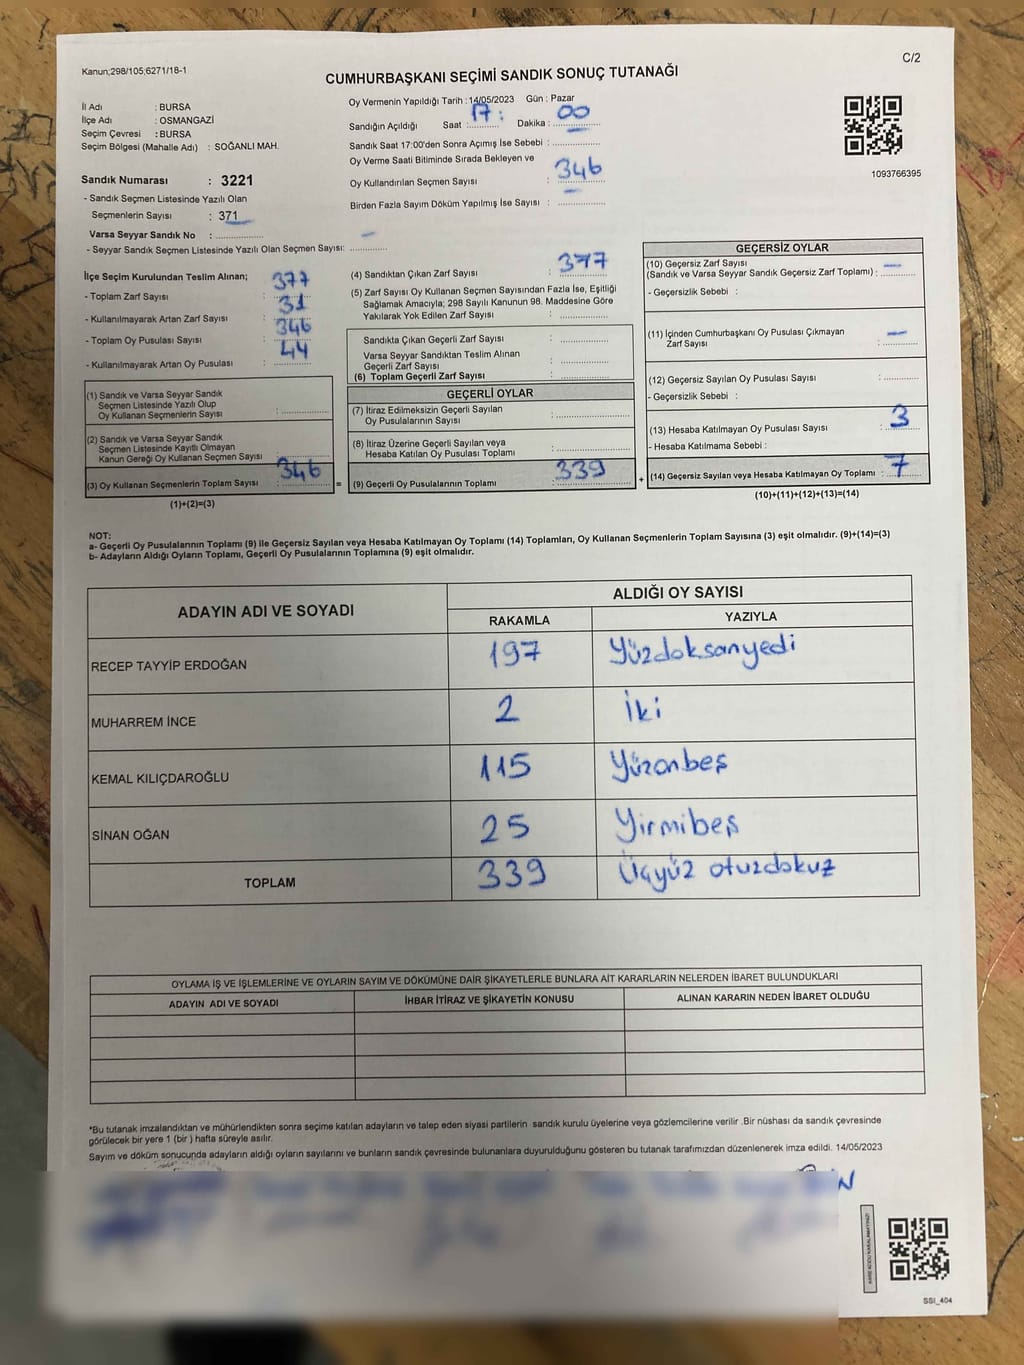 Kanun;298/105;6271/18-1
C/2
CUMHURBAŞKANI SEÇİMİ SANDIK SONUÇ TUTANAĞI
İl Adı : BURSA
İlçe Adı : OSMANGAZİ
Seçim Çevresi : BURSA
Seçim Bölgesi (Mahalle Adı) : SOĞANLI MAH.
Sandık Numarası : 3221
- Sandık Seçmen Listesinde Yazılı Olan
Seçmenlerin Sayısı : 371
Varsa Seyyar Sandık No : –
- Seyyar Sandık Seçmen Listesinde Yazılı Olan Seçmen Sayısı:
Oy Vermenin Yapıldığı Tarih : 14/05/2023 Gün : Pazar
Sandığın Açıldığı Saat : 17: Dakika : 00
Sandık Saat 17:00'den Sonra Açımış İse Sebebi :
Oy Verme Saati Bitiminde Sırada Bekleyen ve
Oy Kullandırılan Seçmen Sayısı : 346
Birden Fazla Sayım Döküm Yapılmış İse Sayısı :
1093766395
İlçe Seçim Kurulundan Teslim Alınan;
- Toplam Zarf Sayısı : 377
- Kullanılmayarak Artan Zarf Sayısı : 31
- Toplam Oy Pusulası Sayısı : 346
- Kullanılmayarak Artan Oy Pusulası : 44
(1) Sandık ve Varsa Seyyar Sandık
Seçmen Listesinde Yazılı Olup
Oy Kullanan Seçmenlerin Sayısı :
(2) Sandık ve Varsa Seyyar Sandık
Seçmen Listesinde Kayıtlı Olmayan
Kanun Gereği Oy Kullanan Seçmen Sayısı :
(3) Oy Kullanan Seçmenlerin Toplam Sayısı : 346
(1)+(2)=(3)
=
(4) Sandıktan Çıkan Zarf Sayısı : 377
(5) Zarf Sayısı Oy Kullanan Seçmen Sayısından Fazla İse, Eşitliği
Sağlamak Amacıyla; 298 Sayılı Kanunun 98. Maddesine Göre
Yakılarak Yok Edilen Zarf Sayısı :
Sandıkta Çıkan Geçerli Zarf Sayısı :
Varsa Seyyar Sandıktan Teslim Alınan
Geçerli Zarf Sayısı :
(6) Toplam Geçerli Zarf Sayısı :
GEÇERLİ OYLAR
(7) İtiraz Edilmeksizin Geçerli Sayılan
Oy Pusulalarının Sayısı :
(8) İtiraz Üzerine Geçerli Sayılan veya
Hesaba Katılan Oy Pusulası Toplamı :
(9) Geçerli Oy Pusulalarının Toplamı : 339
+
GEÇERSİZ OYLAR
(10) Geçersiz Zarf Sayısı
(Sandık ve Varsa Seyyar Sandık Geçersiz Zarf Toplamı) : –
- Geçersizlik Sebebi :
(11) İçinden Cumhurbaşkanı Oy Pusulası Çıkmayan
Zarf Sayısı : –
(12) Geçersiz Sayılan Oy Pusulası Sayısı :
- Geçersizlik Sebebi :
(13) Hesaba Katılmayan Oy Pusulası Sayısı : 3
- Hesaba Katılmama Sebebi :
(14) Geçersiz Sayılan veya Hesaba Katılmayan Oy Toplamı : 7
(10)+(11)+(12)+(13)=(14)
NOT:
a- Geçerli Oy Pusulalarının Toplamı (9) ile Geçersiz Sayılan veya Hesaba Katılmayan Oy Toplamı (14) Toplamları, Oy Kullanan Seçmenlerin Toplam Sayısına (3) eşit olmalıdır. (9)+(14)=(3)
b- Adayların Aldığı Oyların Toplamı, Geçerli Oy Pusulalarının Toplamına (9) eşit olmalıdır.
ADAYIN ADI VE SOYADI ALDIĞI OY SAYISI
RAKAMLA YAZIYLA
RECEP TAYYİP ERDOĞAN 197 Yüzdoksanyedi
MUHARREM İNCE 2 İki
KEMAL KILIÇDAROĞLU 115 Yüzonbeş
SİNAN OĞAN 25 Yirmibeş
TOPLAM 339 Üçyüz otuzdokuz
OYLAMA İŞ VE İŞLEMLERİNE VE OYLARIN SAYIM VE DÖKÜMÜNE DAİR ŞİKAYETLERLE BUNLARA AİT KARARLARIN NELERDEN İBARET BULUNDUKLARI
ADAYIN ADI VE SOYADI İHBAR İTİRAZ VE ŞİKAYETİN KONUSU ALINAN KARARIN NEDEN İBARET OLDUĞU
*Bu tutanak imzalandıktan ve mühürlendikten sonra seçime katılan adayların ve talep eden siyasi partilerin sandık kurulu üyelerine veya gözlemcilerine verilir .Bir nüshası da sandık çevresinde
görülecek bir yere 1 (bir ) hafta süreyle asılır.
Sayım ve döküm sonucunda adayların aldığı oyların sayılarını ve bunların sandık çevresinde bulunanlara duyurulduğunu gösteren bu tutanak tarafımızdan düzenlenerek imza edildi. 14/05/2023
SSI_404